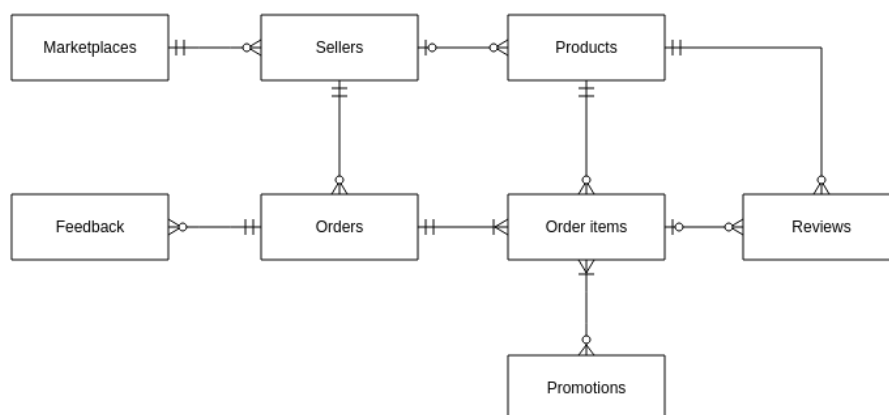 Marketplaces
Sellers
Products
Feedback
Orders
Order items
Reviews
Promotions